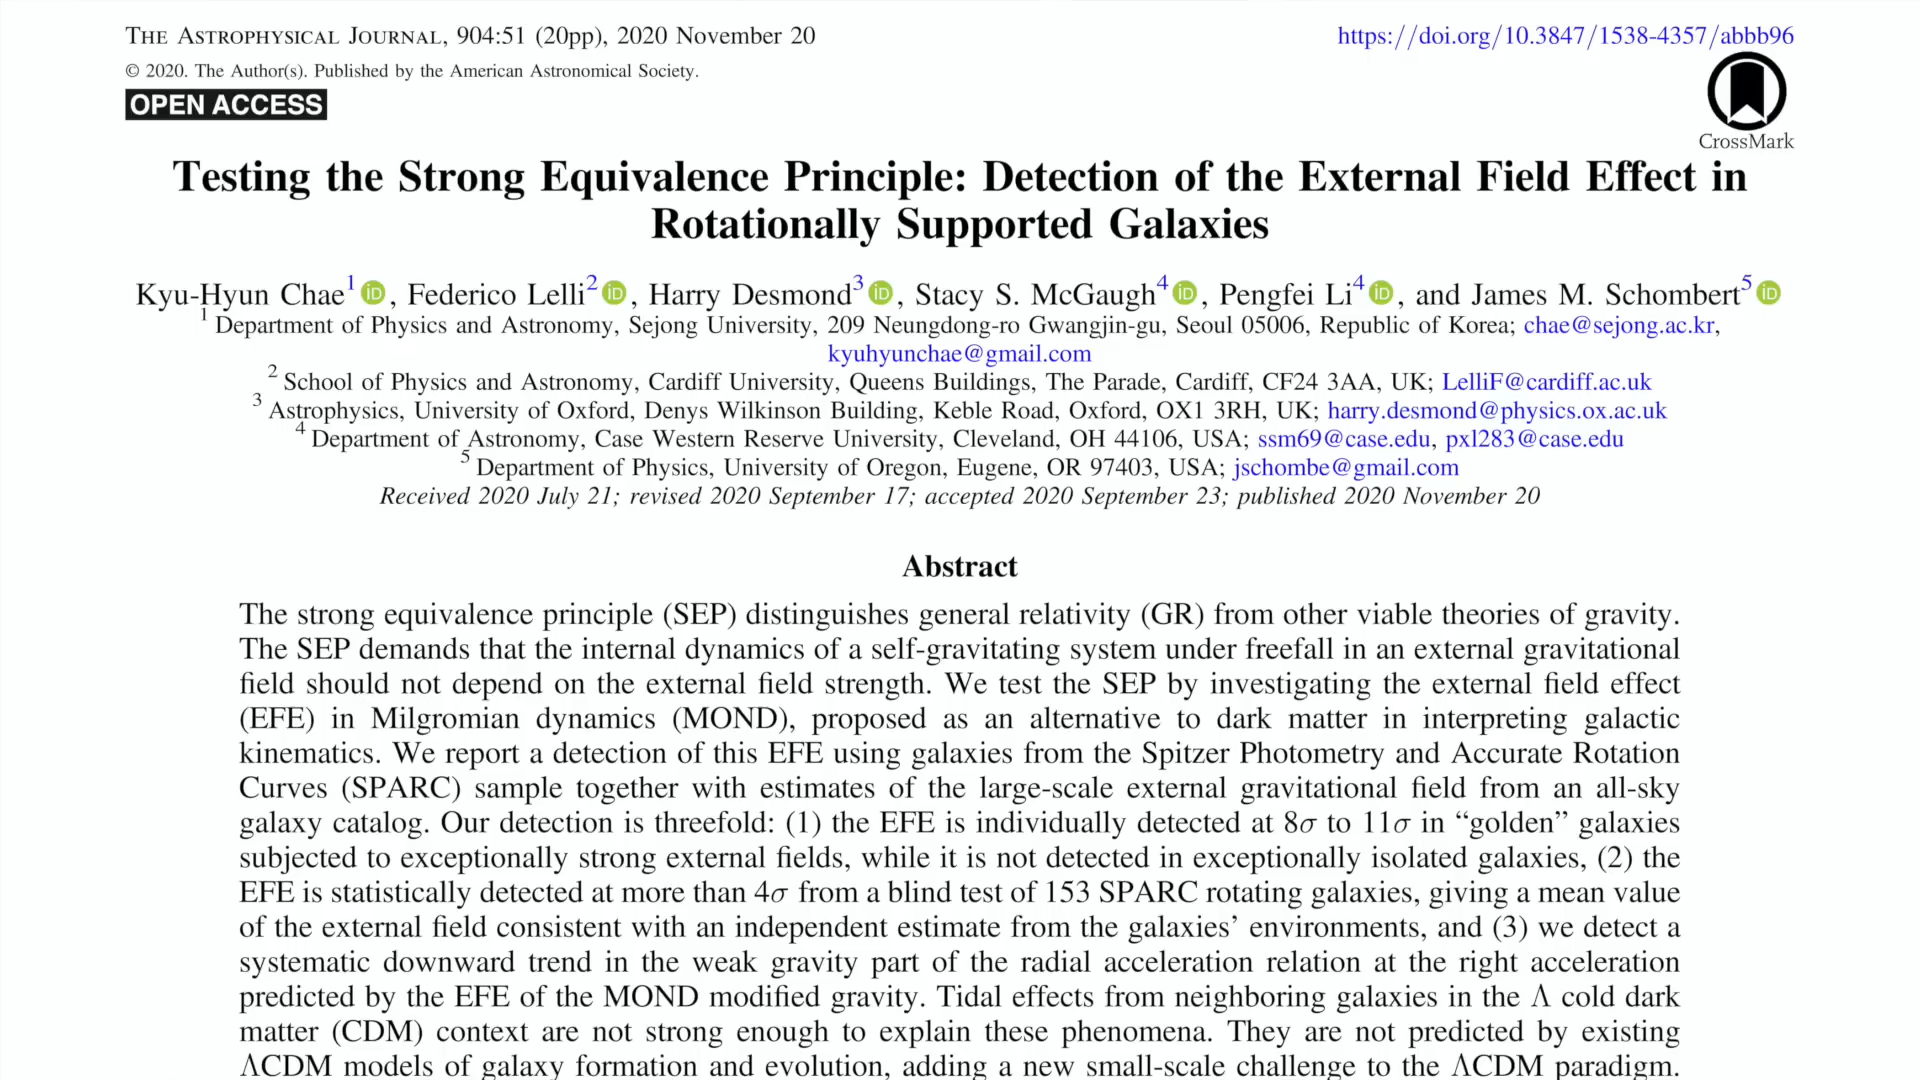 THE ASTROPHYSICAL JOURNAL, 904:51 (20pp), 2020 November 20
https://doi.org/10.3847/1538-4357/abbb96
© 2020. The Author(s). Published by the American Astronomical Society.
OPEN ACCESS
CrossMark
Testing the Strong Equivalence Principle: Detection of the External Field Effect in
Rotationally Supported Galaxies
Kyu-Hyun Chae1 iD, Federico Lelli2 iD, Harry Desmond3 iD, Stacy S. McGaugh4 iD, Pengfei Li4 iD, and James M. Schombert5 iD
1 Department of Physics and Astronomy, Sejong University, 209 Neungdong-ro Gwangjin-gu, Seoul 05006, Republic of Korea; chae@sejong.ac.kr,
kyuhyunchae@gmail.com
2 School of Physics and Astronomy, Cardiff University, Queens Buildings, The Parade, Cardiff, CF24 3AA, UK; LelliF@cardiff.ac.uk
3 Astrophysics, University of Oxford, Denys Wilkinson Building, Keble Road, Oxford, OX1 3RH, UK; harry.desmond@physics.ox.ac.uk
4 Department of Astronomy, Case Western Reserve University, Cleveland, OH 44106, USA; ssm69@case.edu, pxl283@case.edu
5 Department of Physics, University of Oregon, Eugene, OR 97403, USA; jschombe@gmail.com
Received 2020 July 21; revised 2020 September 17; accepted 2020 September 23; published 2020 November 20
Abstract
The strong equivalence principle (SEP) distinguishes general relativity (GR) from other viable theories of gravity.
The SEP demands that the internal dynamics of a self-gravitating system under freefall in an external gravitational
field should not depend on the external field strength. We test the SEP by investigating the external field effect
(EFE) in Milgromian dynamics (MOND), proposed as an alternative to dark matter in interpreting galactic
kinematics. We report a detection of this EFE using galaxies from the Spitzer Photometry and Accurate Rotation
Curves (SPARC) sample together with estimates of the large-scale external gravitational field from an all-sky
galaxy catalog. Our detection is threefold: (1) the EFE is individually detected at 8σ to 11σ in “golden” galaxies
subjected to exceptionally strong external fields, while it is not detected in exceptionally isolated galaxies, (2) the
EFE is statistically detected at more than 4σ from a blind test of 153 SPARC rotating galaxies, giving a mean value
of the external field consistent with an independent estimate from the galaxies’ environments, and (3) we detect a
systematic downward trend in the weak gravity part of the radial acceleration relation at the right acceleration
predicted by the EFE of the MOND modified gravity. Tidal effects from neighboring galaxies in the Λ cold dark
matter (CDM) context are not strong enough to explain these phenomena. They are not predicted by existing
ΛCDM models of galaxy formation and evolution, adding a new small-scale challenge to the ΛCDM paradigm.